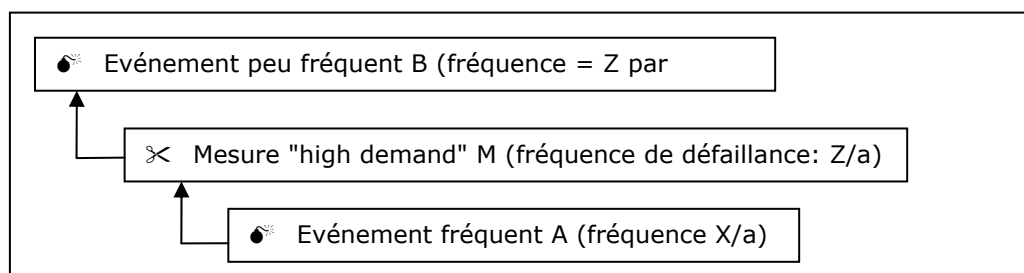 💣 Evénement peu fréquent B (fréquence = Z par
✂ Mesure "high demand" M (fréquence de défaillance: Z/a)
💣 Evénement fréquent A (fréquence X/a)